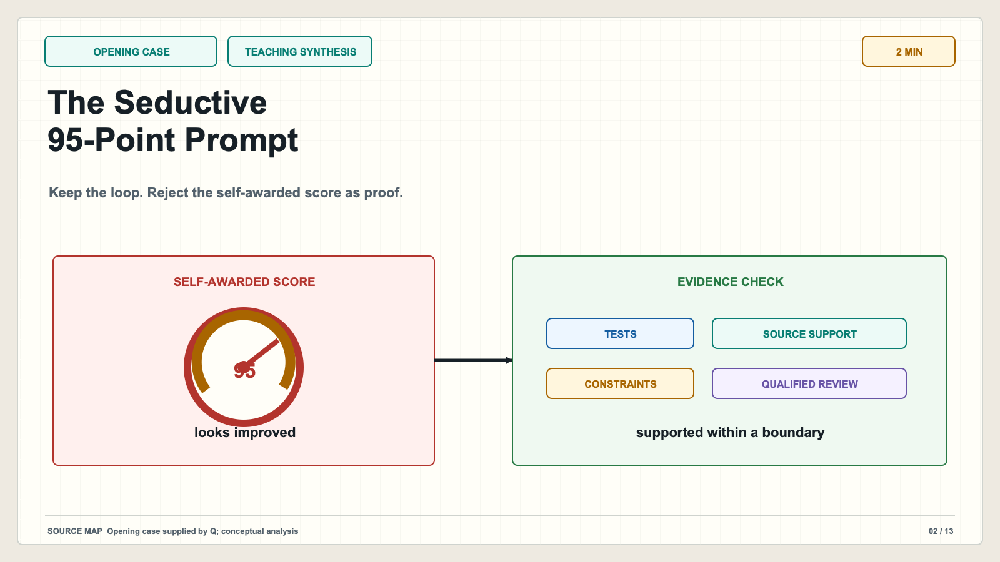 OPENING CASE
TEACHING SYNTHESIS
2 MIN
The Seductive
95-Point Prompt
Keep the loop. Reject the self-awarded score as proof.
SELF-AWARDED SCORE
95
looks improved
EVIDENCE CHECK
TESTS
SOURCE SUPPORT
CONSTRAINTS
QUALIFIED REVIEW
supported within a boundary
SOURCE MAP Opening case supplied by Q; conceptual analysis
02 / 13